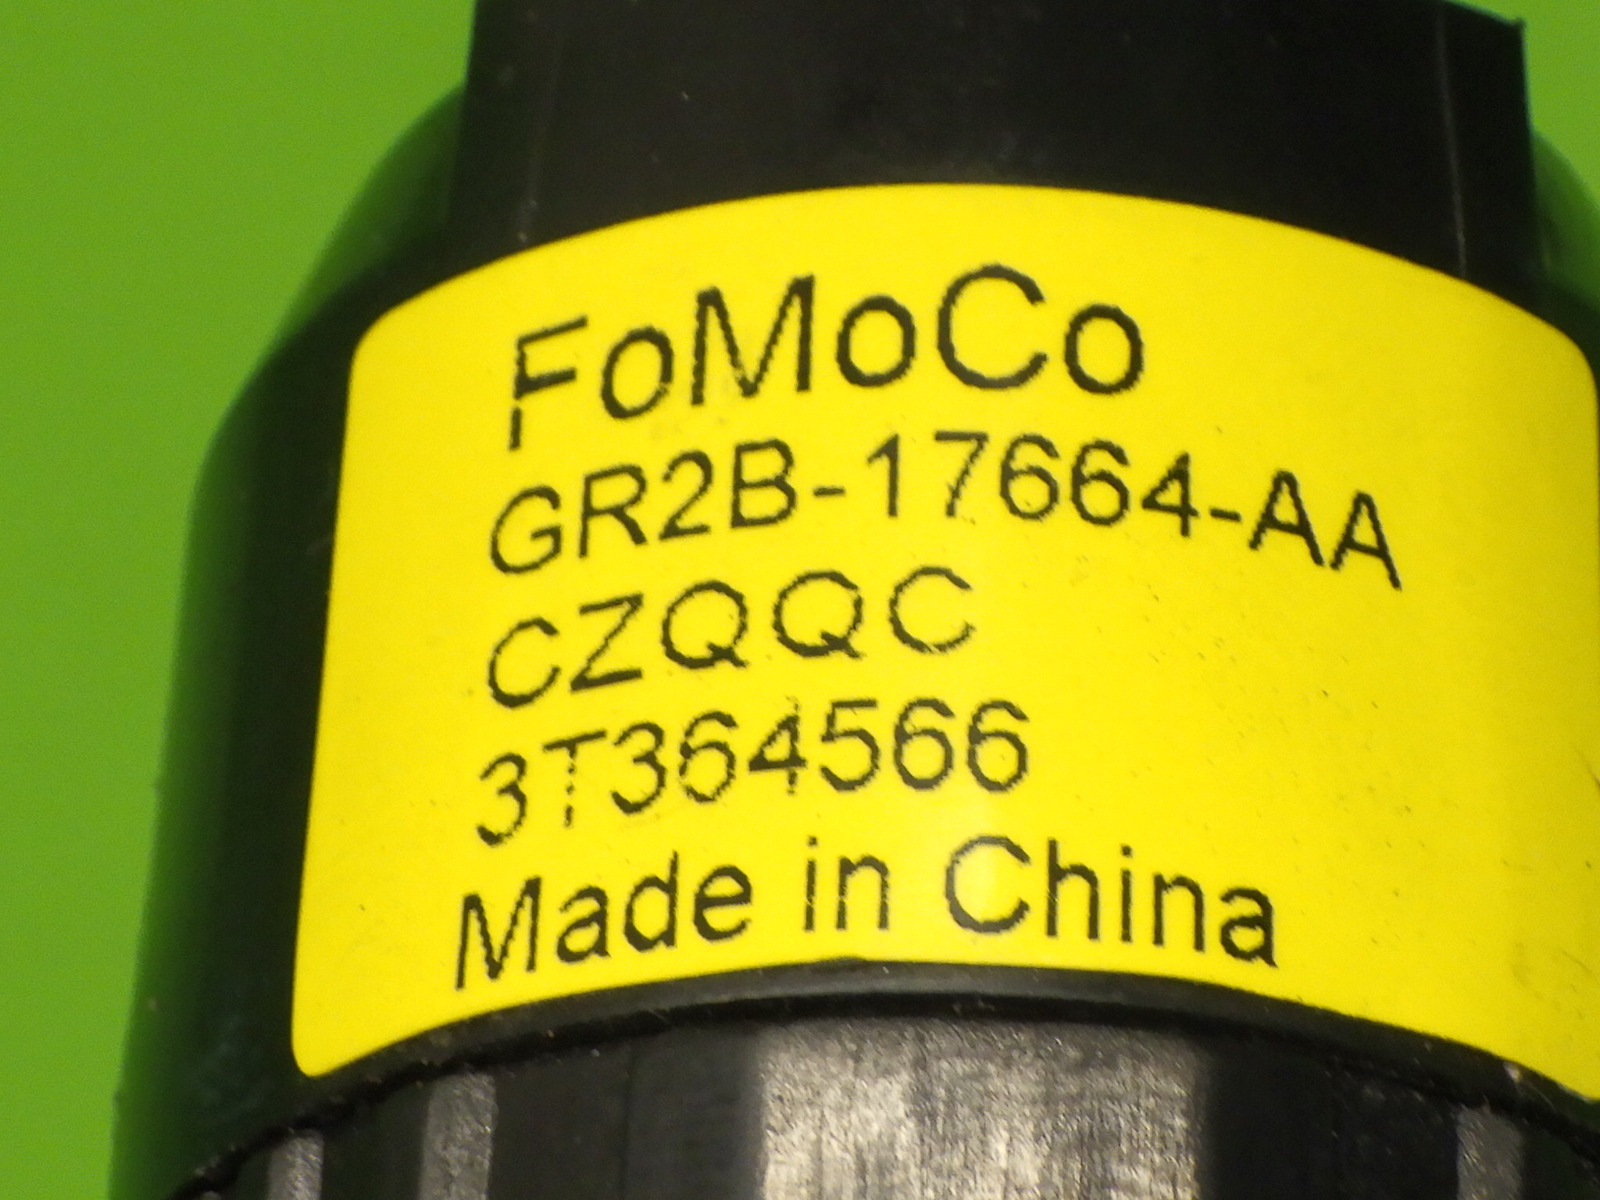 FoMoCo
GR2B-17664-AA
CZQQC
3T364566
Made in China